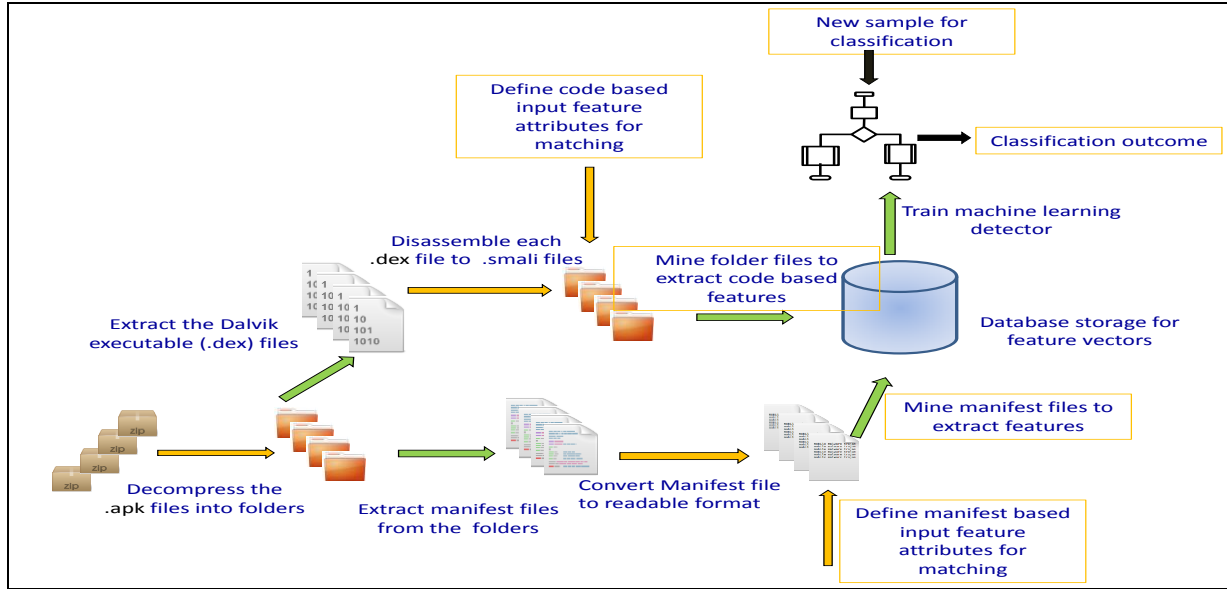 New sample for
classification
Define code based
input feature
attributes for
matching
Classification outcome
Train machine learning
detector
Disassemble each
.dex file to .smali files
Mine folder files to
extract code based
features
1
10
101
1010
Extract the Dalvik
executable (.dex) files
Database storage for
feature vectors
Mine manifest files to
extract features
zip
zip
zip
zip
Decompress the
.apk files into folders
Extract manifest files
from the folders
Convert Manifest file
to readable format
Define manifest based
input feature
attributes for
matching